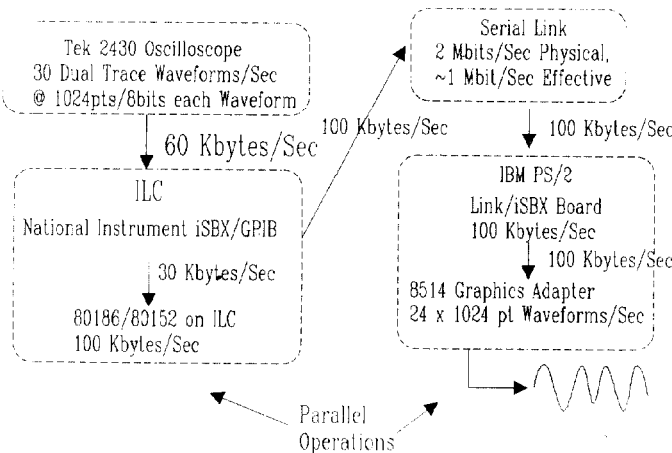 Tek 2430 Oscilloscope
30 Dual Trace Waveforms/Sec
@ 1024pts/8bits each Waveform
60 Kbytes/Sec
ILC
National Instrument iSBX/GPIB
30 Kbytes/Sec
80186/80152 on ILC
100 Kbytes/Sec
100 Kbytes/Sec
Serial Link
2 Mbits/Sec Physical,
~1 Mbit/Sec Effective
100 Kbytes/Sec
IBM PS/2
Link/iSBX Board
100 Kbytes/Sec
100 Kbytes/Sec
8514 Graphics Adapter
24 x 1024 pt Waveforms/Sec
Parallel
Operations